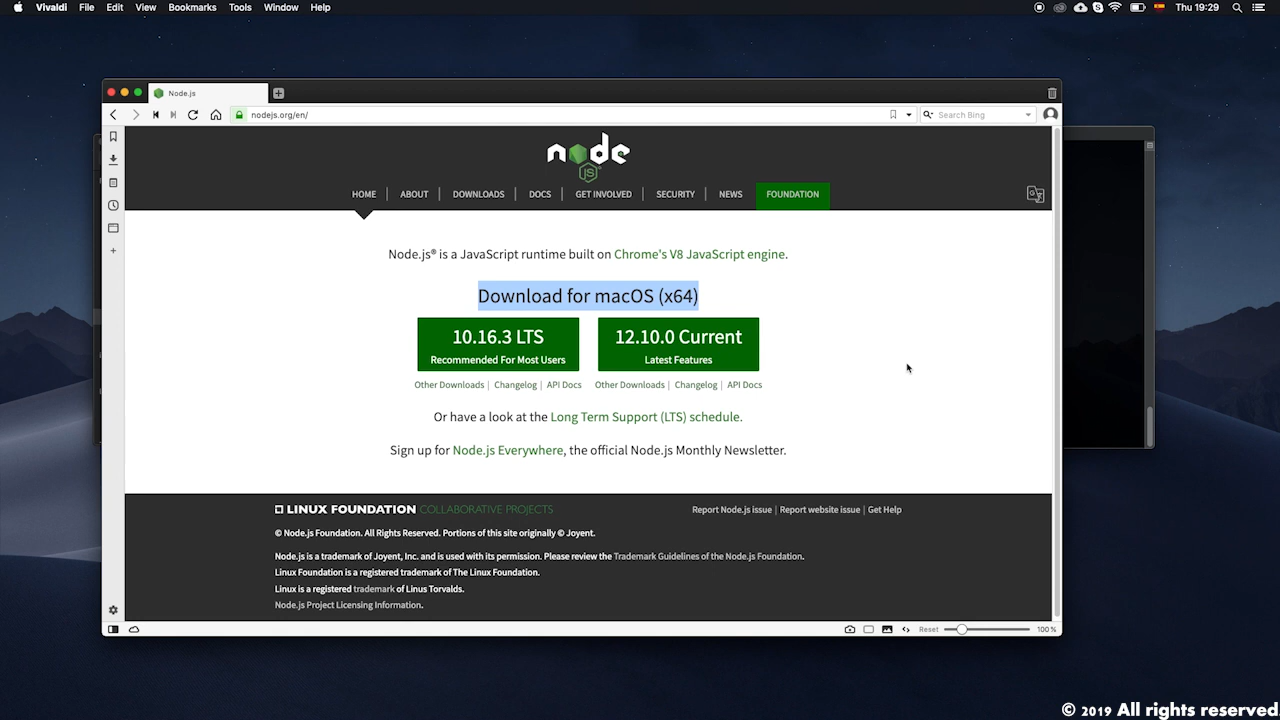 Vivaldi File Edit View Bookmarks Tools Window Help
Thu 19:29
Node.js
nodejs.org/en/
Search Bing
node
JS
HOME | ABOUT | DOWNLOADS | DOCS | GET INVOLVED | SECURITY | NEWS
FOUNDATION
Node.js® is a JavaScript runtime built on Chrome's V8 JavaScript engine.
Download for macOS (x64)
10.16.3 LTS
Recommended For Most Users
12.10.0 Current
Latest Features
Other Downloads | Changelog | API Docs
Other Downloads | Changelog | API Docs
Or have a look at the Long Term Support (LTS) schedule.
Sign up for Node.js Everywhere, the official Node.js Monthly Newsletter.
LINUX FOUNDATION COLLABORATIVE PROJECTS
Report Node.js issue | Report website issue | Get Help
© Node.js Foundation. All Rights Reserved. Portions of this site originally © Joyent.
Node.js is a trademark of Joyent, Inc. and is used with its permission. Please review the Trademark Guidelines of the Node.js Foundation.
Linux Foundation is a registered trademark of The Linux Foundation.
Linux is a registered trademark of Linus Torvalds.
Node.js Project Licensing Information.
Reset
100 %
© 2019 All rights reserved